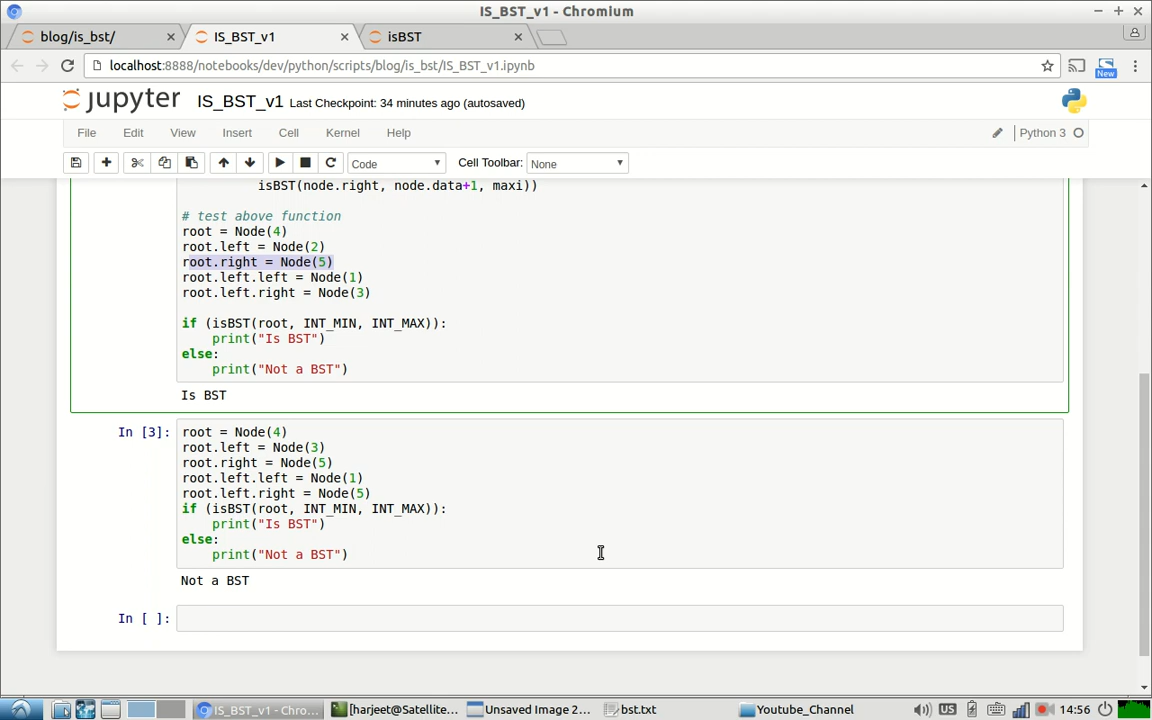 IS_BST_v1 - Chromium
blog/is_bst/
IS_BST_v1
isBST
localhost:8888/notebooks/dev/python/scripts/blog/is_bst/IS_BST_v1.ipynb
New
jupyter IS_BST_v1 Last Checkpoint: 34 minutes ago (autosaved)
File Edit View Insert Cell Kernel Help
Python 3
Code
Cell Toolbar: None
isBST(node.right, node.data+1, maxi))
# test above function
root = Node(4)
root.left = Node(2)
root.right = Node(5)
root.left.left = Node(1)
root.left.right = Node(3)
if (isBST(root, INT_MIN, INT_MAX)):
print("Is BST")
else:
print("Not a BST")
Is BST
In [3]:
root = Node(4)
root.left = Node(3)
root.right = Node(5)
root.left.left = Node(1)
root.left.right = Node(5)
if (isBST(root, INT_MIN, INT_MAX)):
print("Is BST")
else:
print("Not a BST")
Not a BST
In [ ]:
IS_BST_v1 - Chro...
[harjeet@Satellite...
Unsaved Image 2...
bst.txt
Youtube_Channel
US
14:56